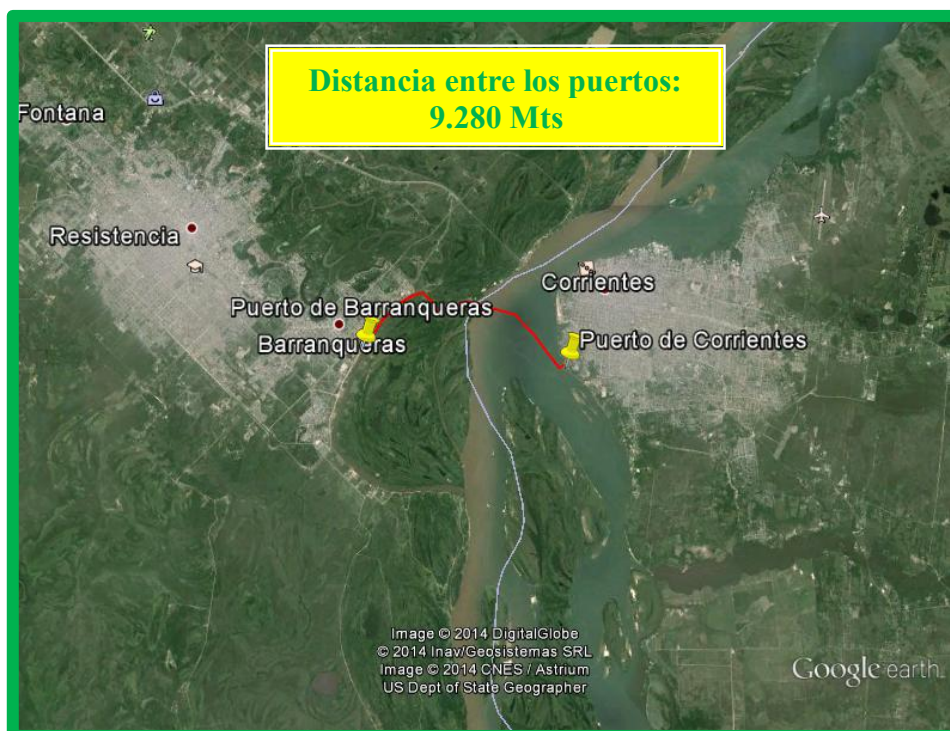 Distancia entre los puertos:
9.280 Mts
Fontana
Resistencia
Corrientes
Puerto de Barranqueras
Barranqueras
Puerto de Corrientes
Image © 2014 DigitalGlobe
© 2014 Inav/Geosistemas SRL
Image © 2014 CNES / Astrium
US Dept of State Geographer
Google earth